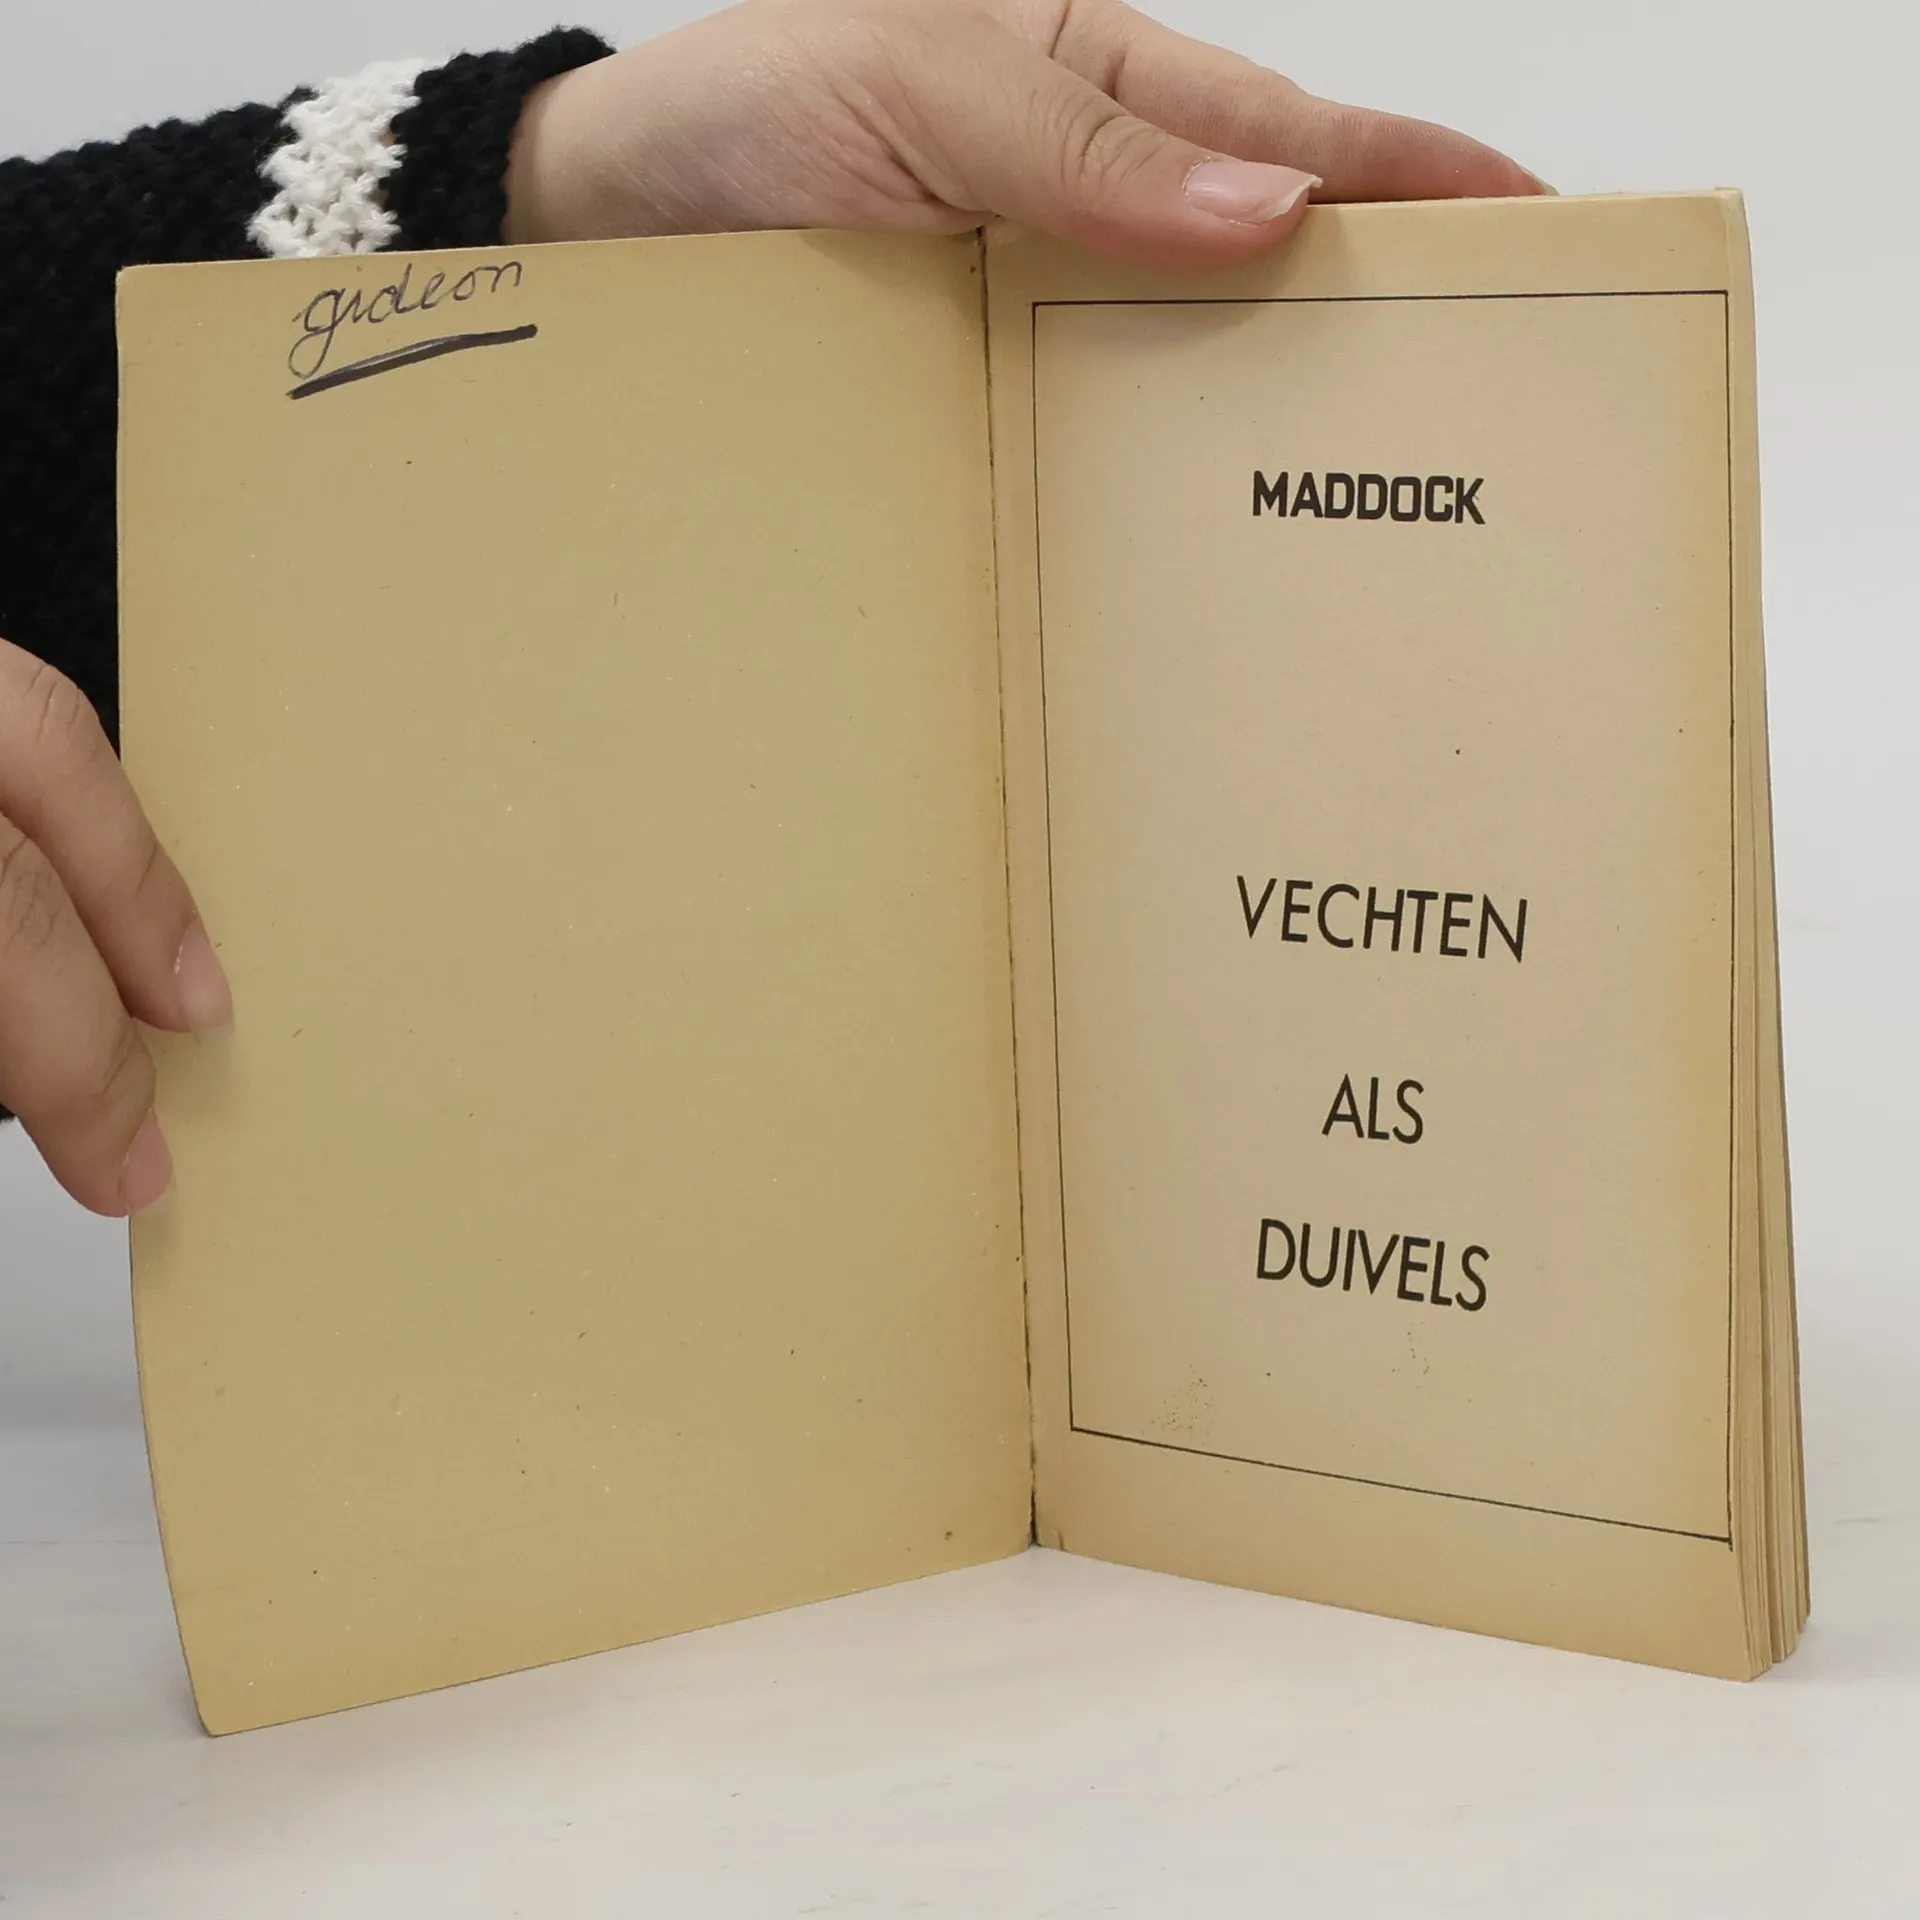 gideon
MADDOCK
VECHTEN
ALS
DUIVELS